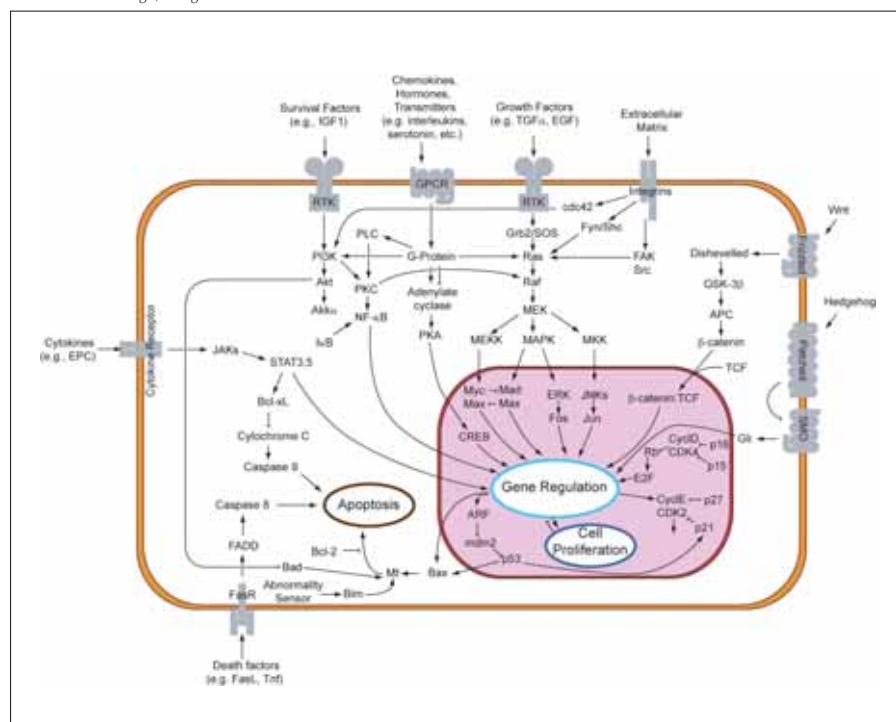 Chemokines,
Hormones,
Transmitters
(e.g. interleukins,
serotonin, etc.)
Survival Factors
(e.g., IGF1)
Growth Factors
(e.g. TGFα, EGF)
Extracellular
Matrix
RTK
GPCR
RTK
Integrins
cdc42
Wnt
Frizzled
PLC
Grb2/SOS
Fyn/Shc
PI3K
G-Protein
Ras
FAK
Src
Dishevelled
Akt
PKC
Adenylate
cyclase
Raf
GSK-3β
Akkα
NF-κB
MEK
APC
Hedgehog
IκB
PKA
MEKK
MAPK
MKK
β-catenin
Patched
Cytokines
(e.g., EPC)
Cytokine Receptor
JAKs
STAT3,5
TCF
Myc
Mad
Max
Max
ERK
JNKs
β-catenin:TCF
Bcl-xL
Fos
Jun
SMO
Cytochrome C
CREB
CyclD
p16
Gli
Rb
CDK4
p15
Caspase 9
E2F
Gene Regulation
CyclE
p27
CDK2
p21
Caspase 8
Apoptosis
ARF
Cell
Proliferation
FADD
Bcl-2
mdm2
p53
Bad
Mt
Bax
FasR
Abnormality
Sensor
Bim
Death factors
(e.g. FasL, Tnf)